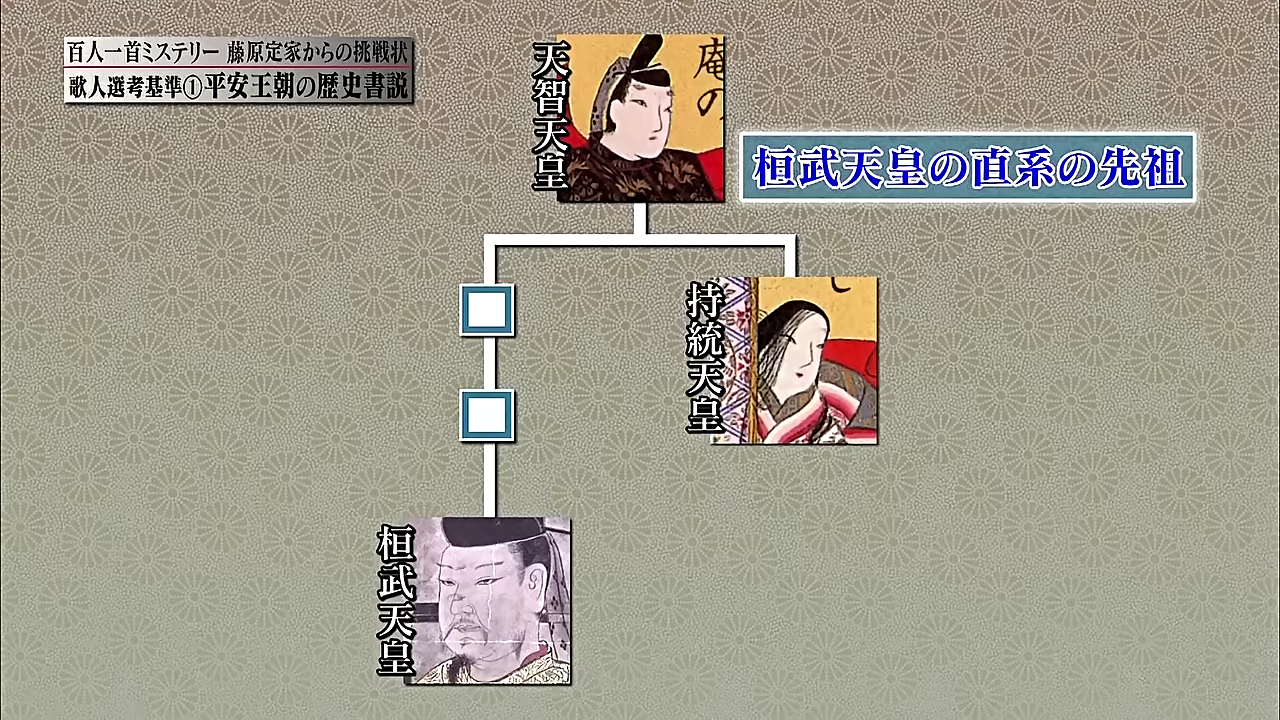 百人一首ミステリー 藤原定家からの挑戦状
歌人選考基準①平安王朝の歴史書説
天智天皇
庵の
桓武天皇の直系の先祖
持統天皇
し
桓武天皇